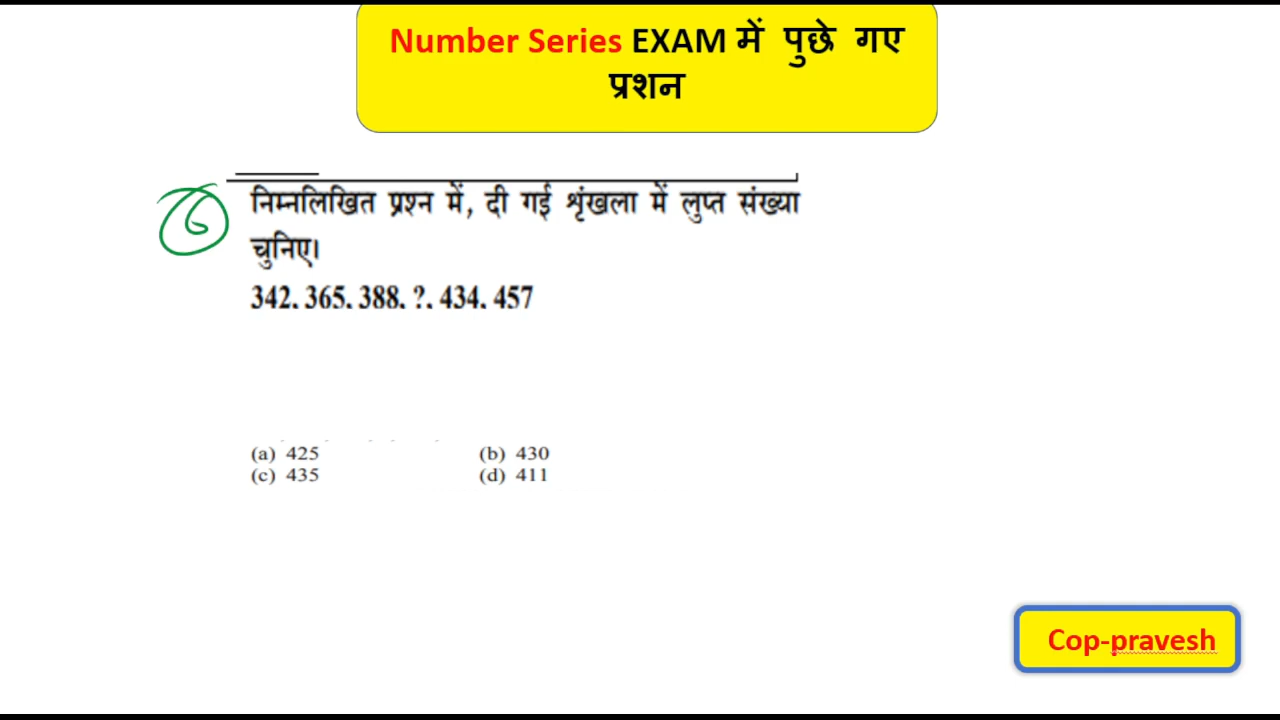 Number Series EXAM में पुछे गए
प्रशन
6 निम्नलिखित प्रश्न में, दी गई शृंखला में लुप्त संख्या
चुनिए।
342, 365, 388, ?, 434, 457
(a) 425 (b) 430
(c) 435 (d) 411
Cop-pravesh